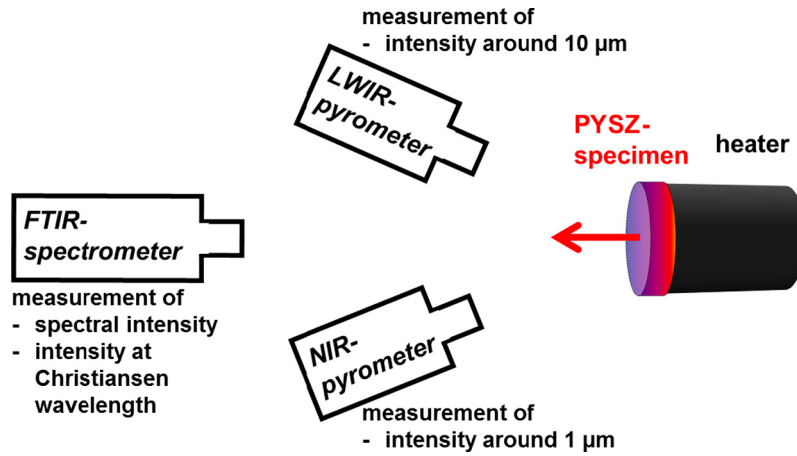 measurement of
- intensity around 10 µm
LWIR-
pyrometer
PYSZ-
specimen
heater
FTIR-
spectrometer
measurement of
- spectral intensity
- intensity at
Christiansen
wavelength
NIR-
pyrometer
measurement of
- intensity around 1 µm